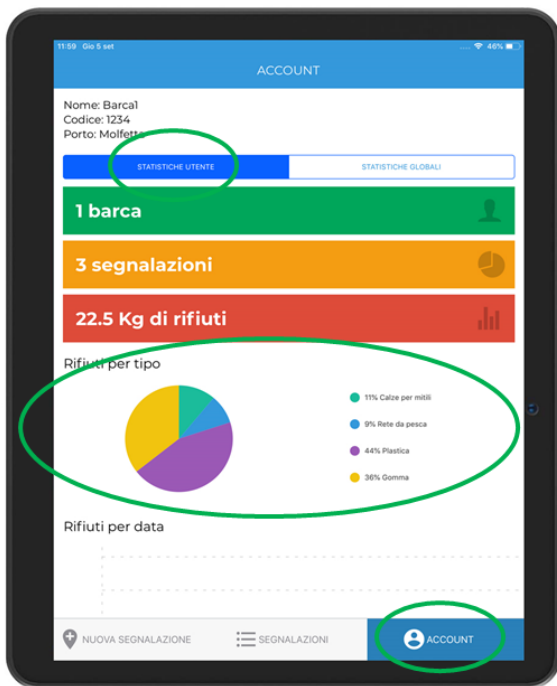 11:59 Gio 5 set
46%
ACCOUNT
Nome: Barca1
Codice: 1234
Porto: Molfetta
STATISTICHE UTENTE
STATISTICHE GLOBALI
1 barca
3 segnalazioni
22.5 Kg di rifiuti
Rifiuti per tipo
11% Calze per mitili
9% Rete da pesca
44% Plastica
36% Gomma
Rifiuti per data
NUOVA SEGNALAZIONE
SEGNALAZIONI
ACCOUNT